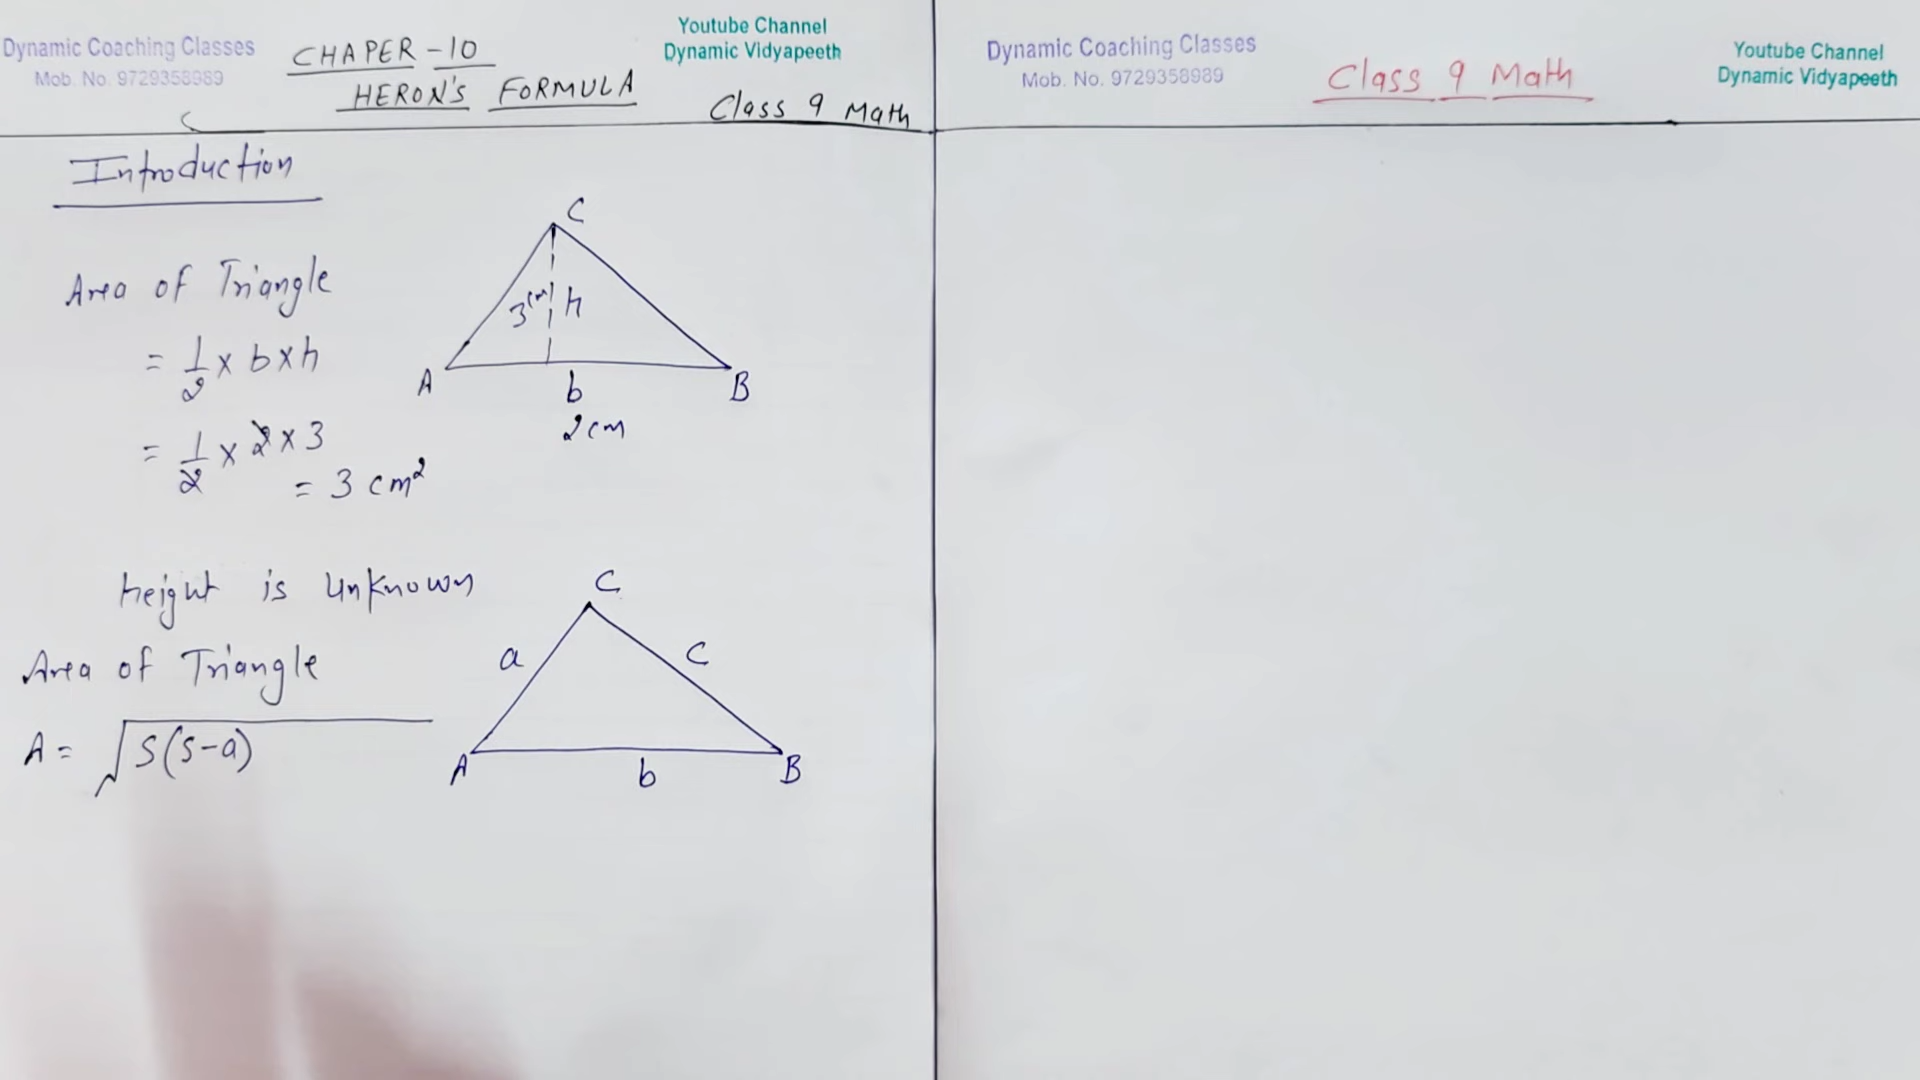 Dynamic Coaching Classes
Mob. No. 9729358989
CHAPER -10
HERON'S FORMULA
Youtube Channel
Dynamic Vidyapeeth
Class 9 Math
Introduction
Area of Triangle
= 1/2 x b x h
= 1/2 x 2 x 3
= 3 cm²
C
3cm h
A
b
B
2cm
height is unknown
Area of Triangle
A = √S(S-a)
C
a
c
A
b
B
Dynamic Coaching Classes
Mob. No. 9729358989
Class 9 Math
Youtube Channel
Dynamic Vidyapeeth